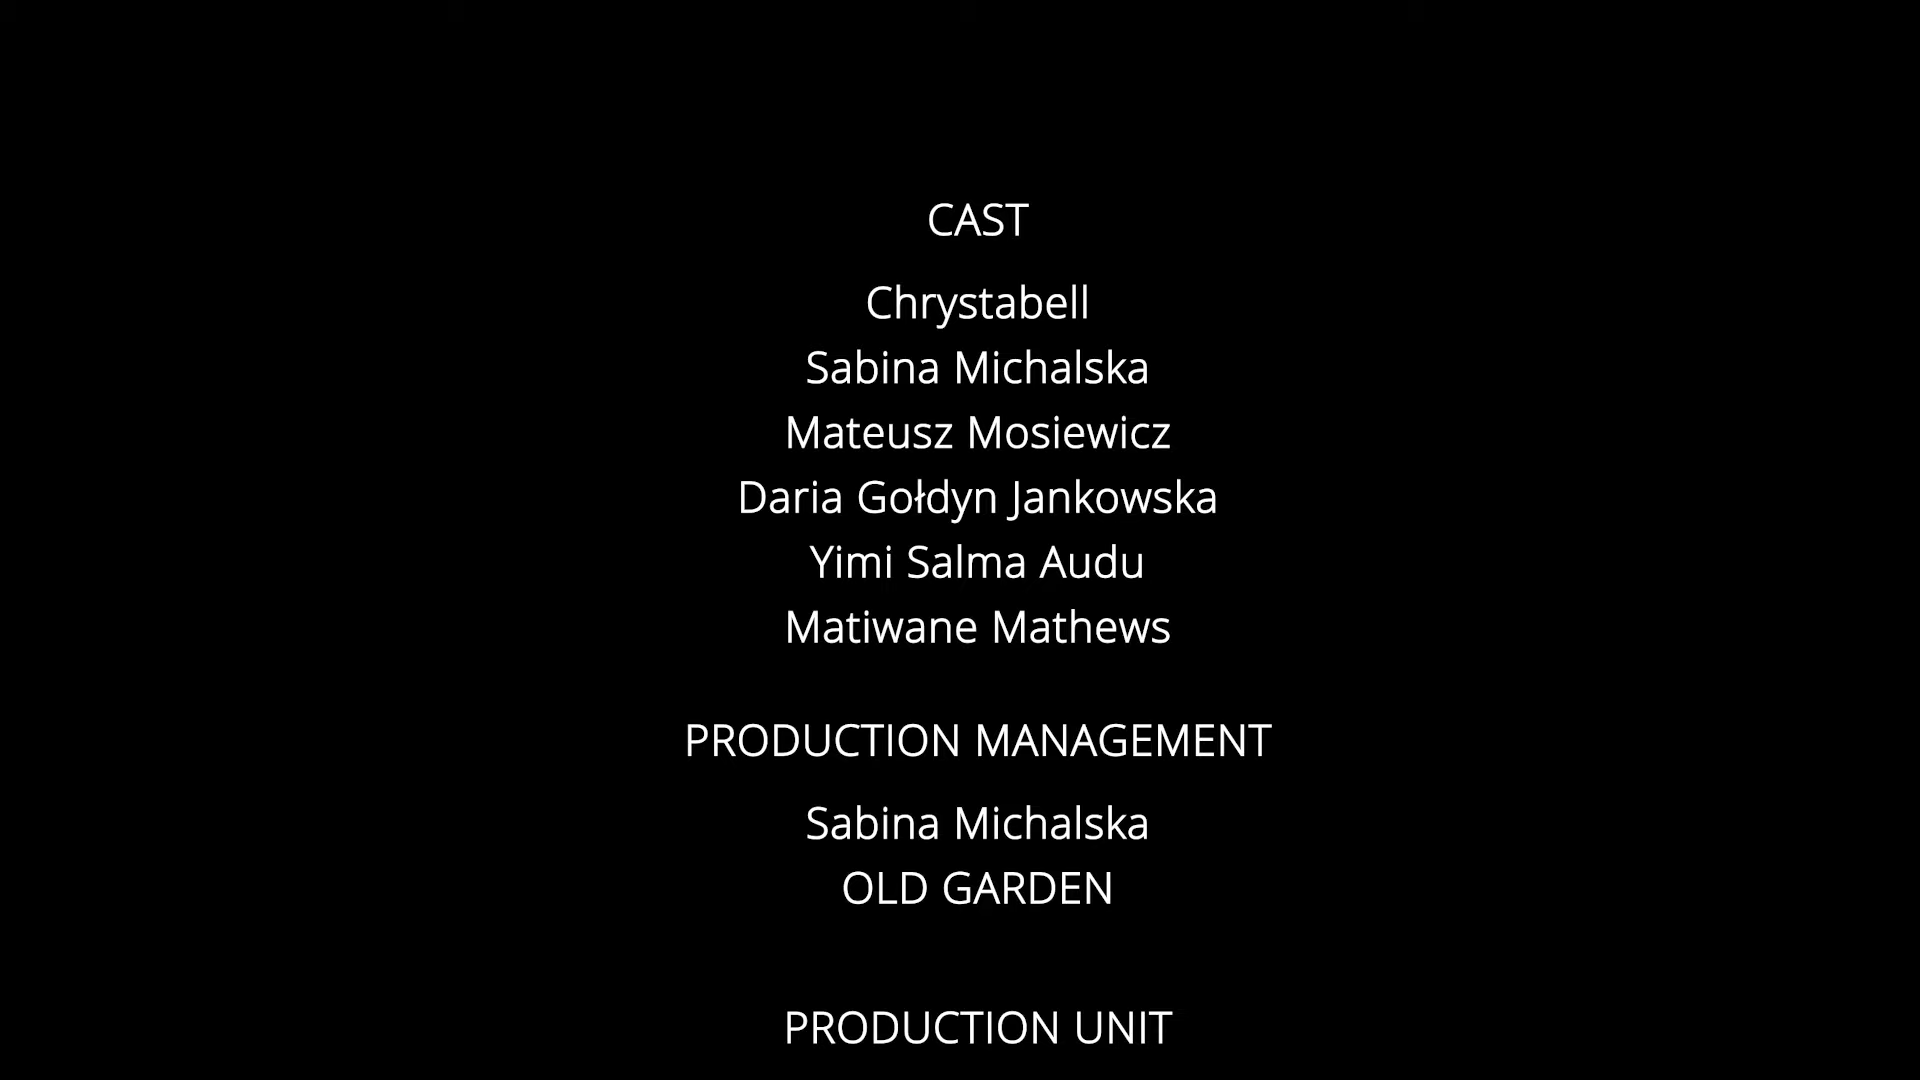 CAST
Chrystabell
Sabina Michalska
Mateusz Mosiewicz
Daria Gołdyn Jankowska
Yimi Salma Audu
Matiwane Mathews
PRODUCTION MANAGEMENT
Sabina Michalska
OLD GARDEN
PRODUCTION UNIT